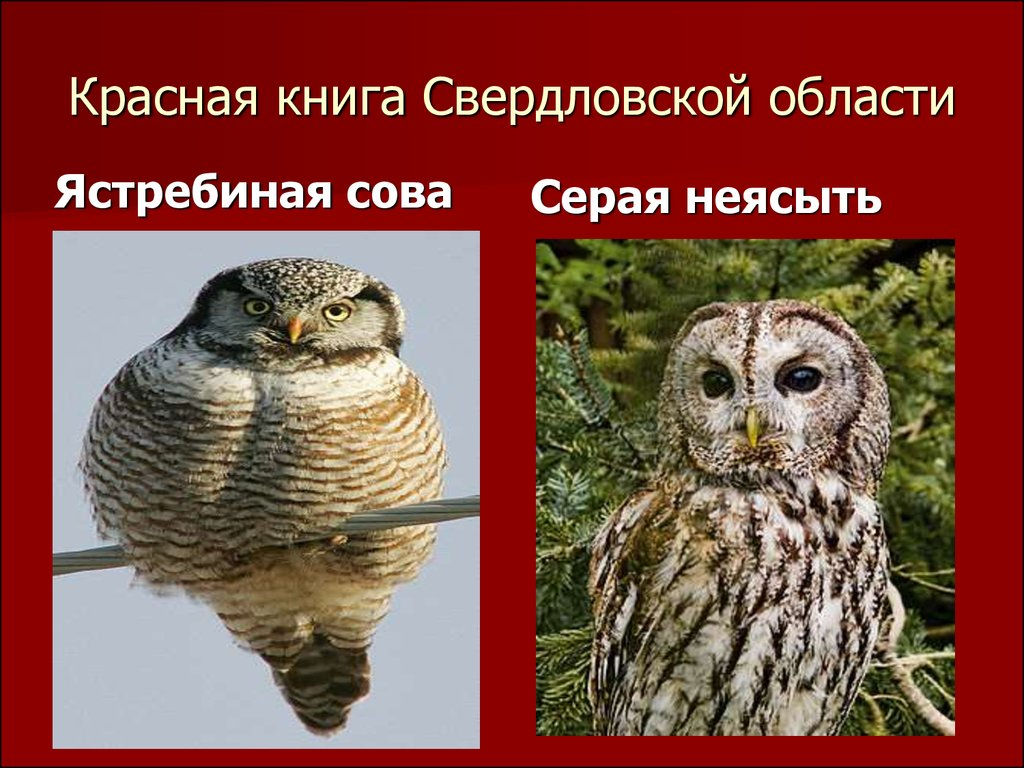 Красная книга Свердловской области
Ястребиная сова
Серая неясыть